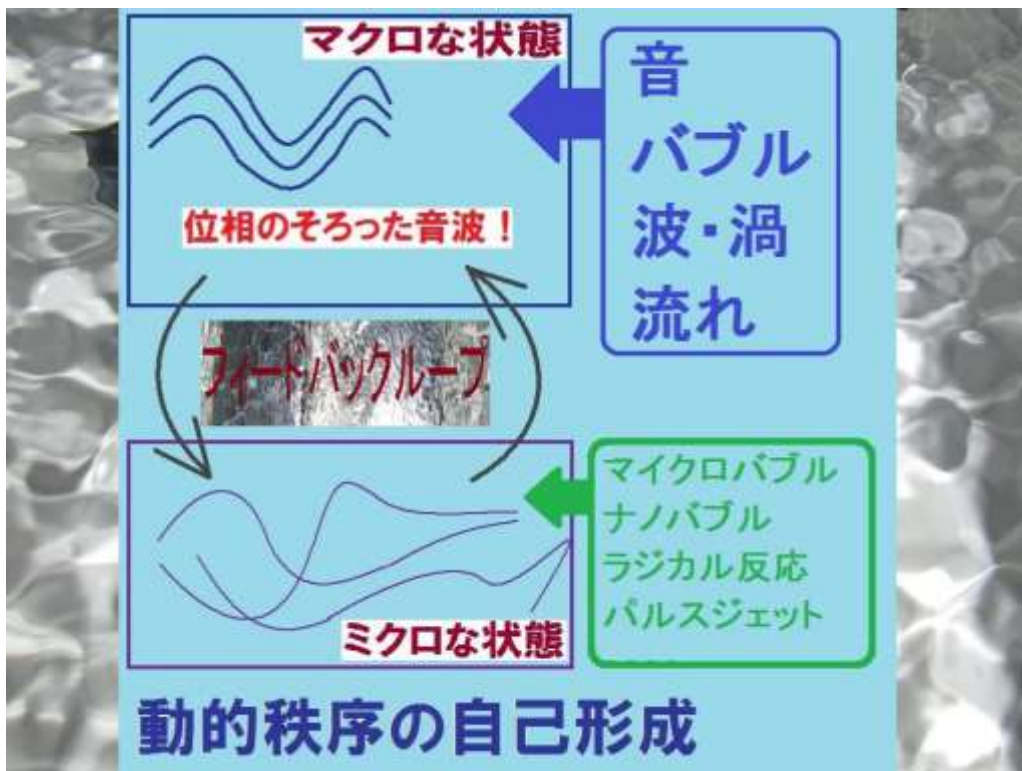 マクロな状態
音
バブル
波・渦
流れ
位相のそろった音波！
フィードバックループ
マイクロバブル
ナノバブル
ラジカル反応
パルスジェット
ミクロな状態
動的秩序の自己形成